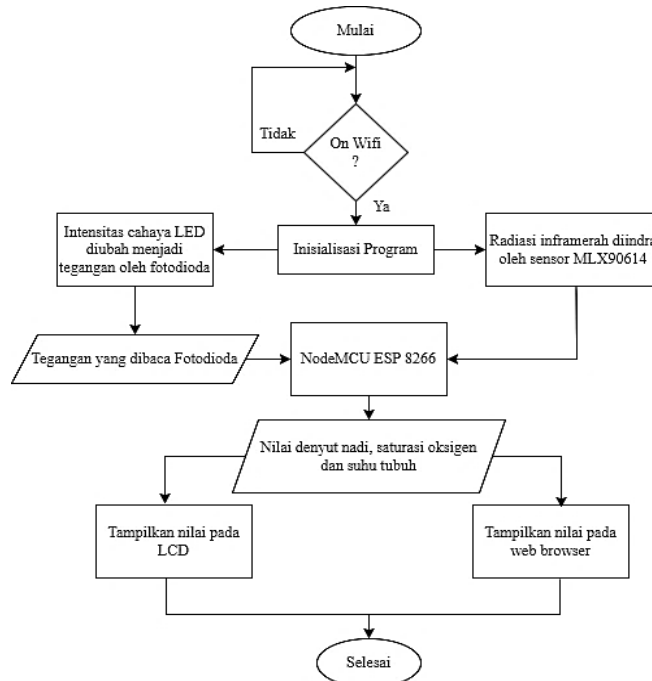 Mulai
Tidak
On Wifi
?
Ya
Intensitas cahaya LED
diubah menjadi
tegangan oleh fotodioda
Inisialisasi Program
Radiasi inframerah diindra
oleh sensor MLX90614
Tegangan yang dibaca Fotodioda
NodeMCU ESP 8266
Nilai denyut nadi, saturasi oksigen
dan suhu tubuh
Tampilkan nilai pada
LCD
Tampilkan nilai pada
web browser
Selesai